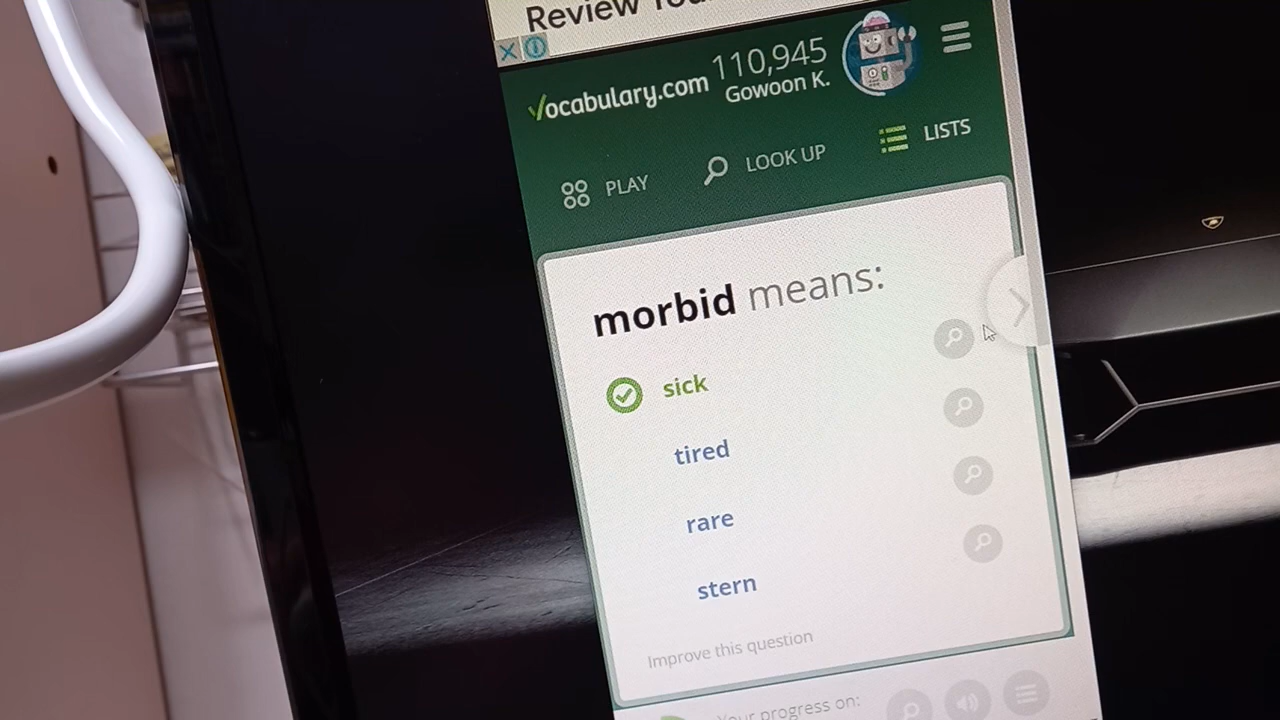 Review
Vocabulary.com
110,945
Gowoon K.
PLAY
LOOK UP
LISTS
morbid means:
sick
tired
rare
stern
Improve this question
Your progress on: